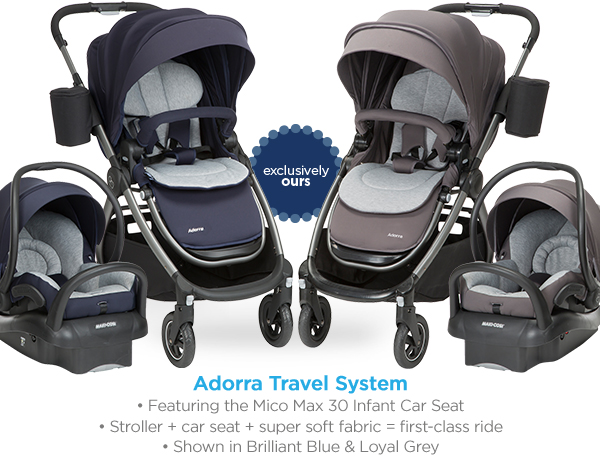 exclusively
ours
Adorra
Adorra
MAXI-COSI
MAXI-COSI
Adorra Travel System
• Featuring the Mico Max 30 Infant Car Seat
• Stroller + car seat + super soft fabric = first-class ride
• Shown in Brilliant Blue & Loyal Grey